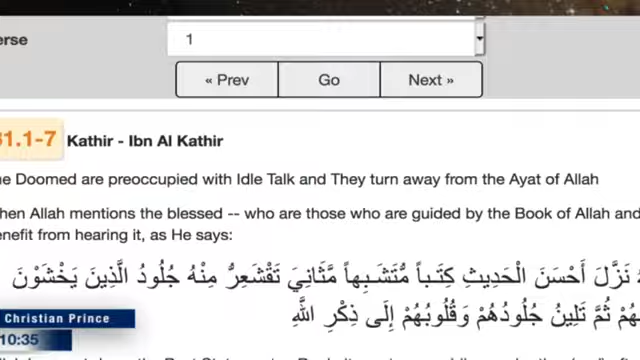 erse
1
« Prev
Go
Next »
31.1-7 Kathir - Ibn Al Kathir
e Doomed are preoccupied with Idle Talk and They turn away from the Ayat of Allah
hen Allah mentions the blessed -- who are those who are guided by the Book of Allah and
enefit from hearing it, as He says:
نَزَّلَ أَحْسَنَ الْحَدِيثِ كِتَـباً مُّتَشَـبِهاً مَّثَانِيَ تَقْشَعِرُّ مِنْهُ جُلُودُ الَّذِينَ يَخْشَوْنَ
هُمْ ثُمَّ تَلِينُ جُلُودُهُمْ وَقُلُوبُهُمْ إِلَى ذِكْرِ اللَّهِ
Christian Prince
10:35